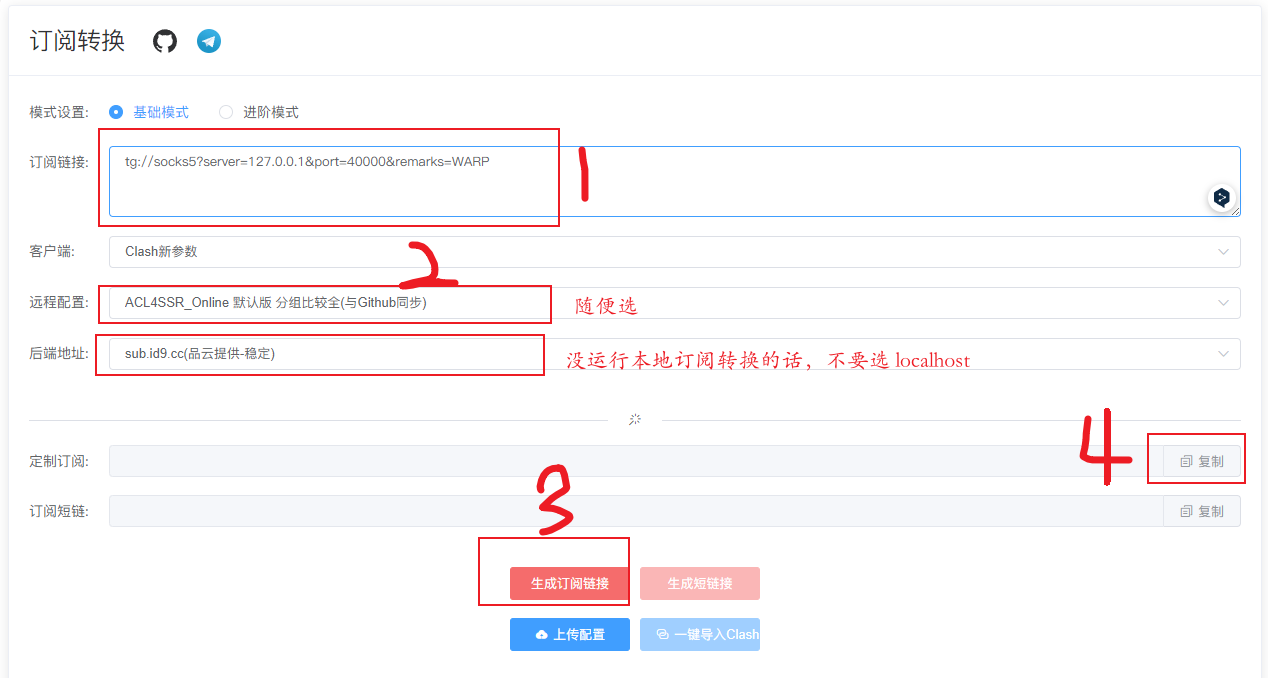 订阅转换
模式设置: 基础模式 进阶模式
订阅链接: tg://socks5?server=127.0.0.1&port=40000&remarks=WARP
1
客户端: Clash新参数
2
远程配置: ACL4SSR_Online 默认版 分组比较全(与Github同步) 随便选
后端地址: sub.id9.cc(品云提供-稳定) 没运行本地订阅转换的话，不要选 localhost
4
定制订阅: 复制
3
订阅短链: 复制
生成订阅链接 生成短链接
上传配置 一键导入Clash